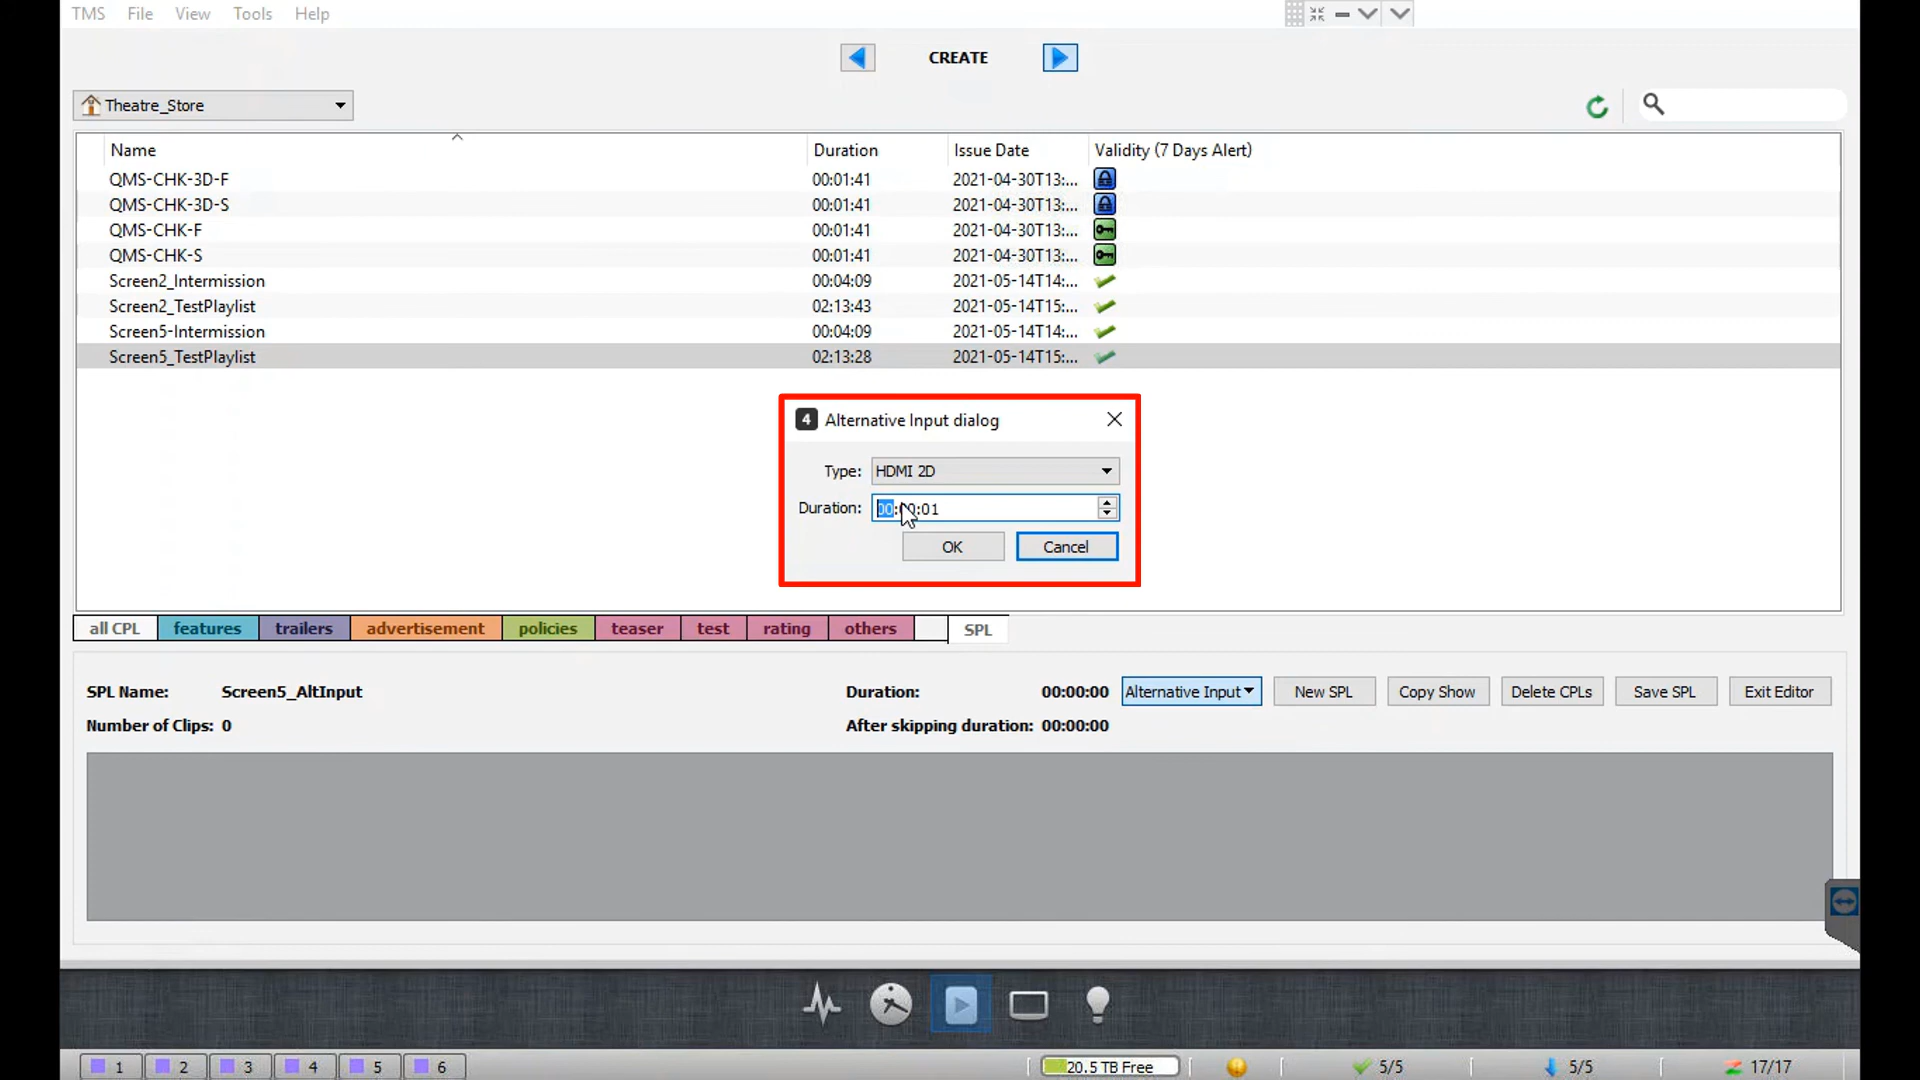 TMS File View Tools Help
CREATE
Theatre_Store
Name Duration Issue Date Validity (7 Days Alert)
QMS-CHK-3D-F 00:01:41 2021-04-30T13:...
QMS-CHK-3D-S 00:01:41 2021-04-30T13:...
QMS-CHK-F 00:01:41 2021-04-30T13:...
QMS-CHK-S 00:01:41 2021-04-30T13:...
Screen2_Intermission 00:04:09 2021-05-14T14:...
Screen2_TestPlaylist 02:13:43 2021-05-14T15:...
Screen5-Intermission 00:04:09 2021-05-14T14:...
Screen5_TestPlaylist 02:13:28 2021-05-14T15:...
4 Alternative Input dialog
Type: HDMI 2D
Duration: 00:00:01
OK Cancel
all CPL features trailers advertisement policies teaser test rating others SPL
SPL Name: Screen5_AltInput Duration: 00:00:00 Alternative Input New SPL Copy Show Delete CPLs Save SPL Exit Editor
Number of Clips: 0 After skipping duration: 00:00:00
1 2 3 4 5 6 20.5 TB Free 5/5 5/5 17/17